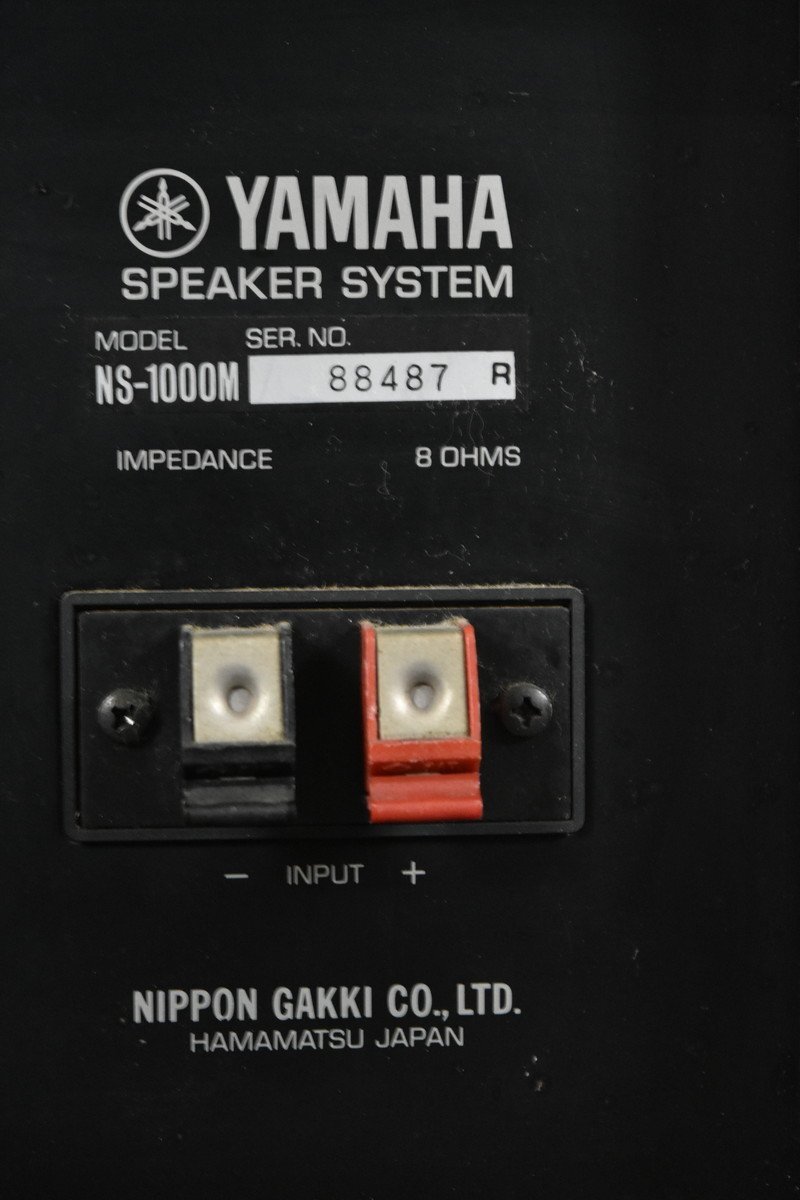 YAMAHA
SPEAKER SYSTEM
MODEL SER. NO.
NS-1000M 88487 R
IMPEDANCE 8 OHMS
− INPUT +
NIPPON GAKKI CO., LTD.
HAMAMATSU JAPAN